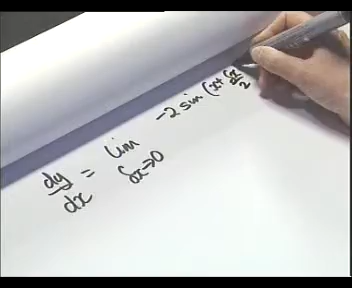 dy/dx = lim δx→0 -2 sin (x + δx/2